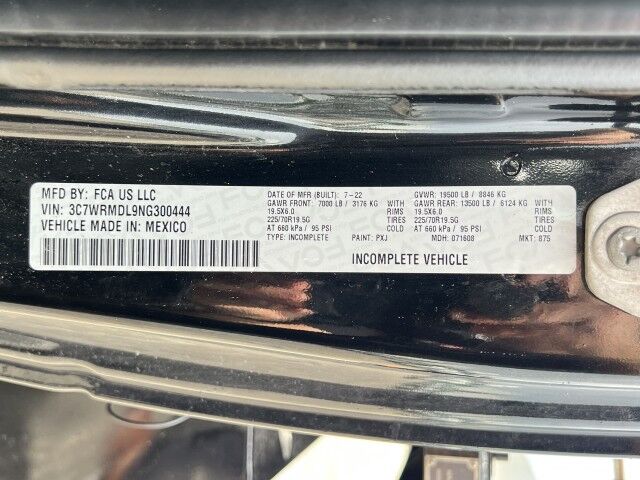 MFD BY: FCA US LLC
VIN: 3C7WRMDL9NG300444
VEHICLE MADE IN: MEXICO
DATE OF MFR (BUILT): 7-22
GAWR FRONT: 7000 LB / 3176 KG WITH
19.5X6.0 RIMS
225/70R19.5G TIRES
AT 660 kPa / 95 PSI COLD
TYPE: INCOMPLETE PAINT: PXJ
GVWR: 19500 LB / 8846 KG
GAWR REAR: 13500 LB / 6124 KG WITH
19.5X6.0 RIMS
225/70R19.5G TIRES
AT 660 kPa / 95 PSI COLD
MDH: 071608 MKT: 875
INCOMPLETE VEHICLE